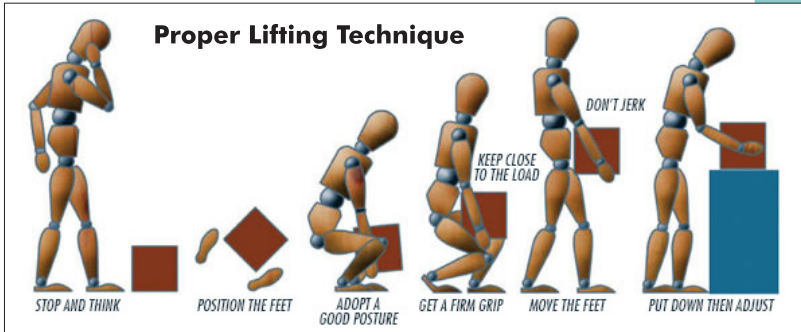 Proper Lifting Technique
DON'T JERK
KEEP CLOSE
TO THE LOAD
STOP AND THINK
POSITION THE FEET
ADOPT A
GOOD POSTURE
GET A FIRM GRIP
MOVE THE FEET
PUT DOWN THEN ADJUST